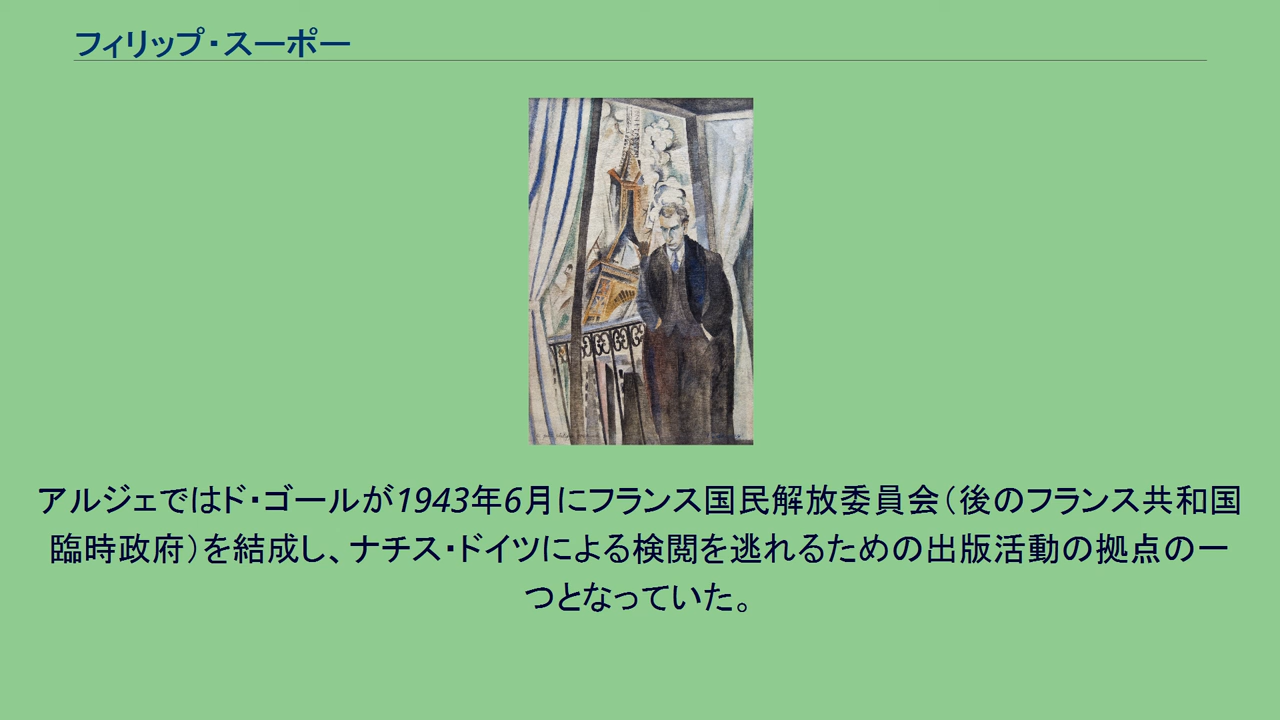 フィリップ・スーポー
アルジェではド・ゴールが1943年6月にフランス国民解放委員会（後のフランス共和国
臨時政府）を結成し、ナチス・ドイツによる検閲を逃れるための出版活動の拠点の一
つとなっていた。